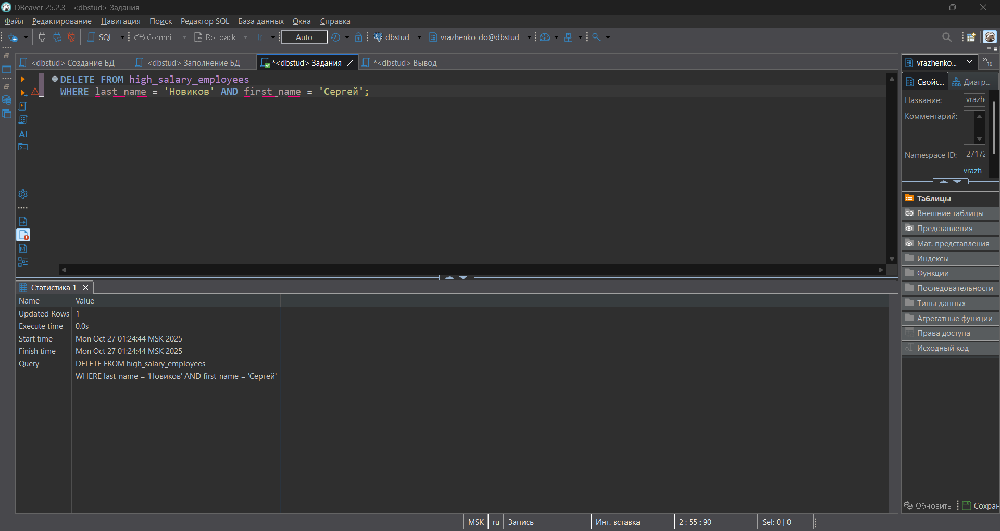 DBeaver 25.2.3 - <dbstud> Задания
Файл Редактирование Навигация Поиск Редактор SQL База данных Окна Справка
SQL Commit Rollback T Auto dbstud vrazhenko_do@dbstud
<dbstud> Создание БД <dbstud> Заполнение БД *<dbstud> Задания *<dbstud> Вывод
DELETE FROM high_salary_employees
WHERE last_name = 'Новиков' AND first_name = 'Сергей';
AI
vrazhenko... »10
Свойс... Диагр...
Название: vrazh
Комментарий:
Namespace ID: 27172
vrazh
Таблицы
Внешние таблицы
Представления
Мат. представления
Индексы
Функции
Последовательности
Типы данных
Агрегатные функции
Права доступа
Исходный код
Обновить Сохран
Статистика 1
Name Value
Updated Rows 1
Execute time 0.0s
Start time Mon Oct 27 01:24:44 MSK 2025
Finish time Mon Oct 27 01:24:44 MSK 2025
Query DELETE FROM high_salary_employees
WHERE last_name = 'Новиков' AND first_name = 'Сергей'
MSK ru Запись Инт. вставка 2 : 55 : 90 Sel: 0 | 0